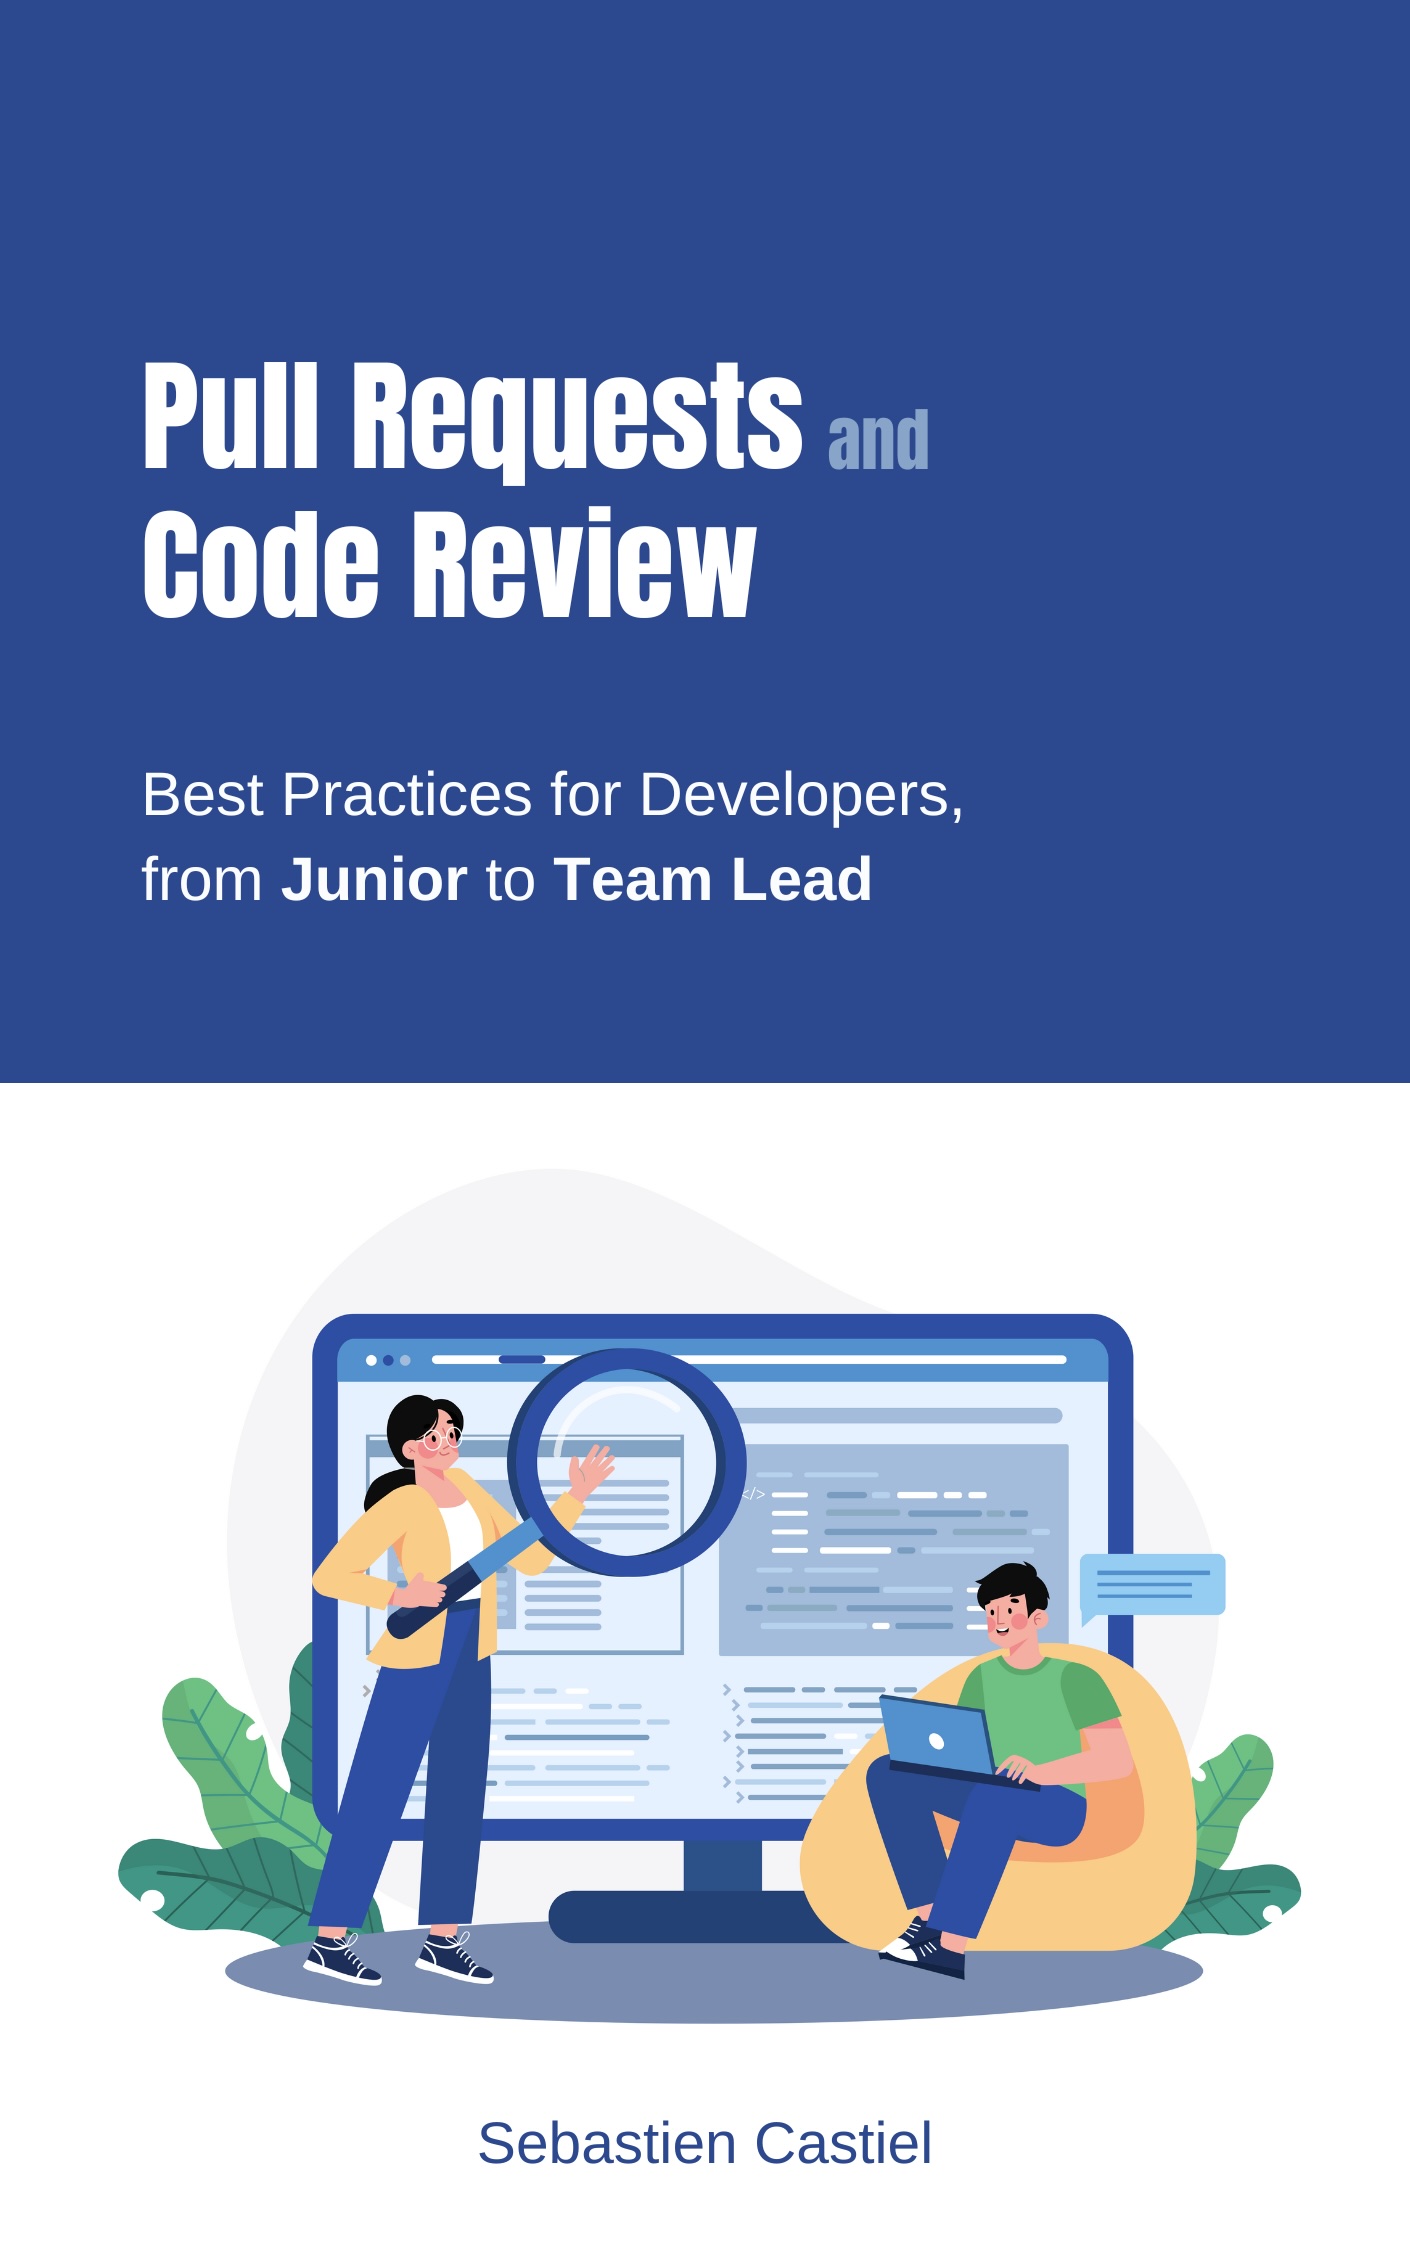 Pull Requests and
Code Review
Best Practices for Developers,
from Junior to Team Lead
</>
Sebastien Castiel